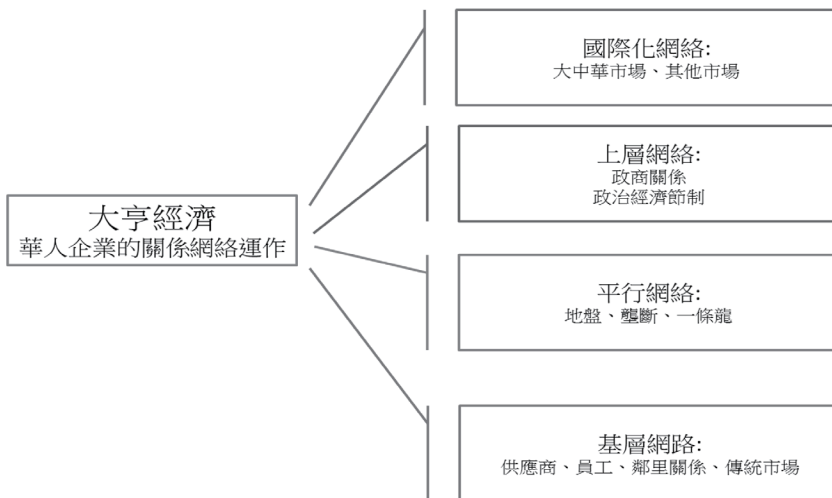 國際化網絡:
大中華市場、其他市場
上層網絡:
政商關係
政治經濟節制
大亨經濟
華人企業的關係網絡運作
平行網絡:
地盤、壟斷、一條龍
基層網路:
供應商、員工、鄰里關係、傳統市場